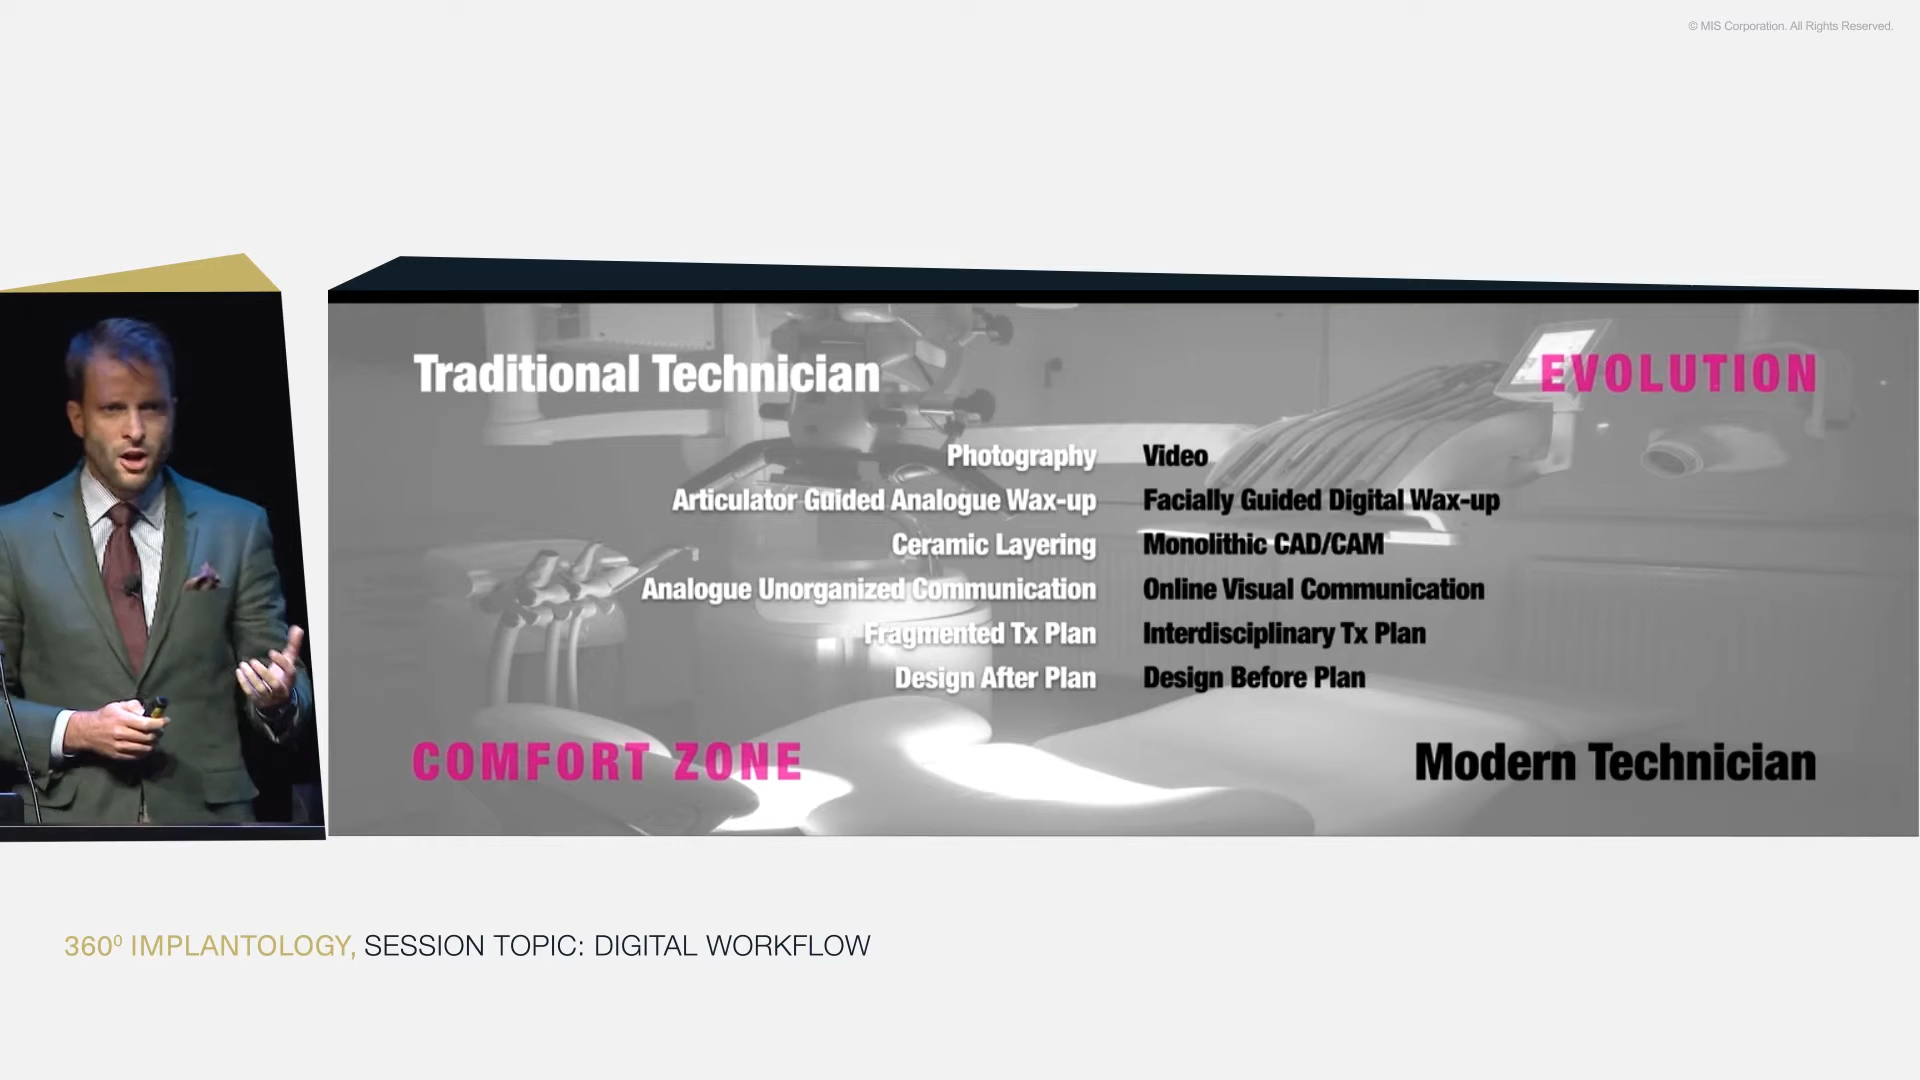 © MIS Corporation. All Rights Reserved.
Traditional Technician
EVOLUTION
Photography Video
Articulator Guided Analogue Wax-up Facially Guided Digital Wax-up
Ceramic Layering Monolithic CAD/CAM
Analogue Unorganized Communication Online Visual Communication
Fragmented Tx Plan Interdisciplinary Tx Plan
Design After Plan Design Before Plan
COMFORT ZONE
Modern Technician
360⁰ IMPLANTOLOGY, SESSION TOPIC: DIGITAL WORKFLOW